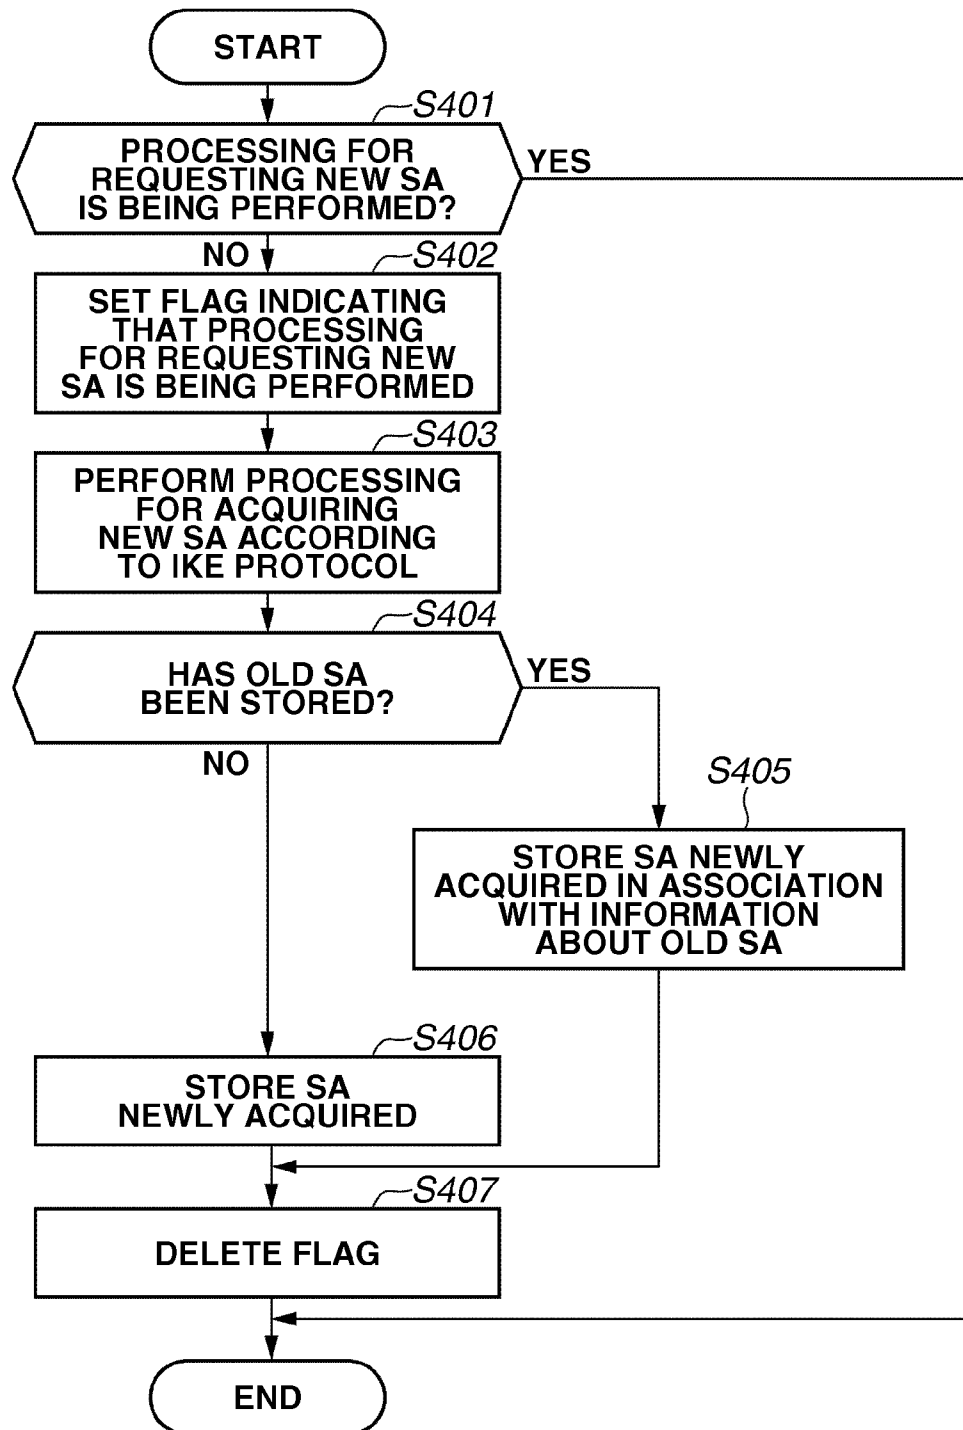 START
S401
PROCESSING FOR
REQUESTING NEW SA
IS BEING PERFORMED?
YES
NO
S402
SET FLAG INDICATING
THAT PROCESSING
FOR REQUESTING NEW
SA IS BEING PERFORMED
S403
PERFORM PROCESSING
FOR ACQUIRING
NEW SA ACCORDING
TO IKE PROTOCOL
S404
HAS OLD SA
BEEN STORED?
YES
NO
S405
STORE SA NEWLY
ACQUIRED IN ASSOCIATION
WITH INFORMATION
ABOUT OLD SA
S406
STORE SA
NEWLY ACQUIRED
S407
DELETE FLAG
END